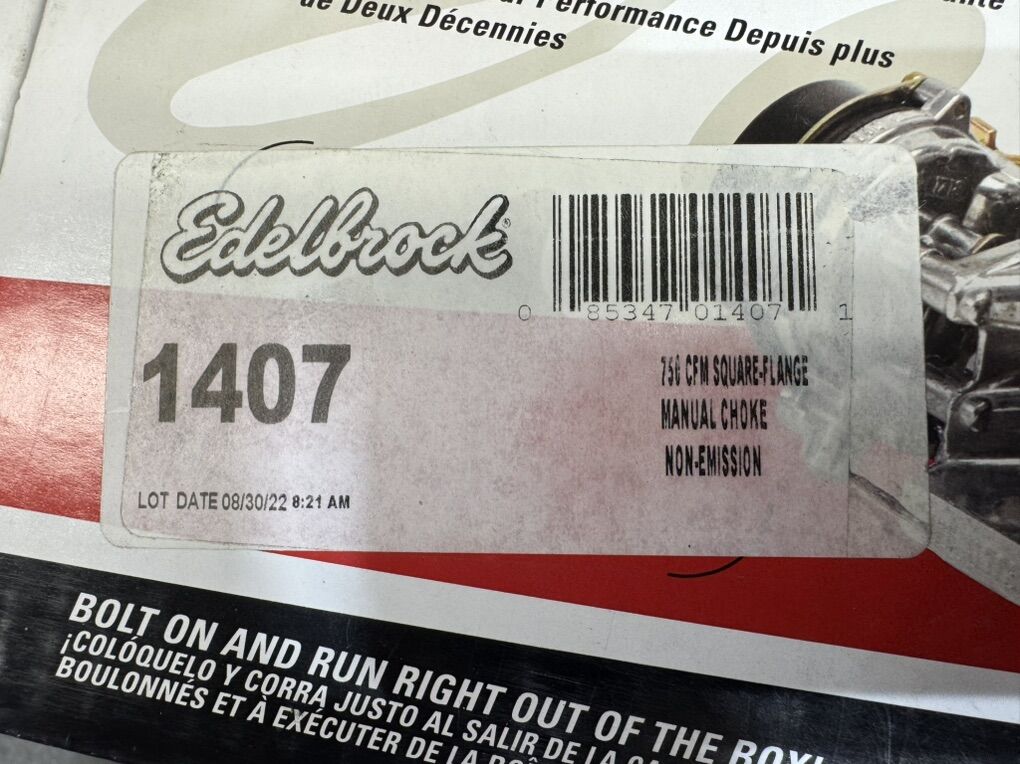 Performance Depuis plus
de Deux Décennies
Edelbrock®
0 85347 01407 1
1407
750 CFM SQUARE-FLANGE
MANUAL CHOKE
NON-EMISSION
LOT DATE 08/30/22 8:21 AM
BOLT ON AND RUN RIGHT OUT OF THE BOX!
¡COLÓQUELO Y CORRA JUSTO AL SALIR DE LA
BOULONNÉS ET À EXÉCUTER DE LA